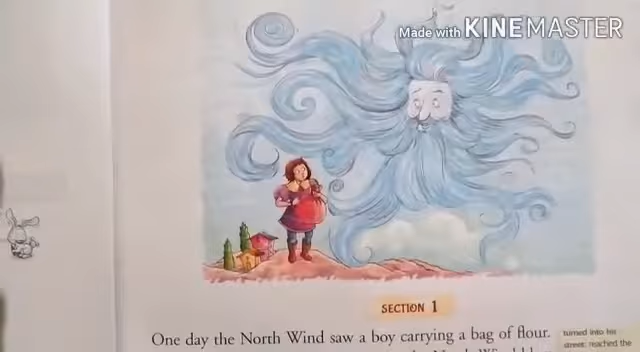 Made with KINEMASTER
SECTION 1
One day the North Wind saw a boy carrying a bag of flour.
turned into his
street: reached the